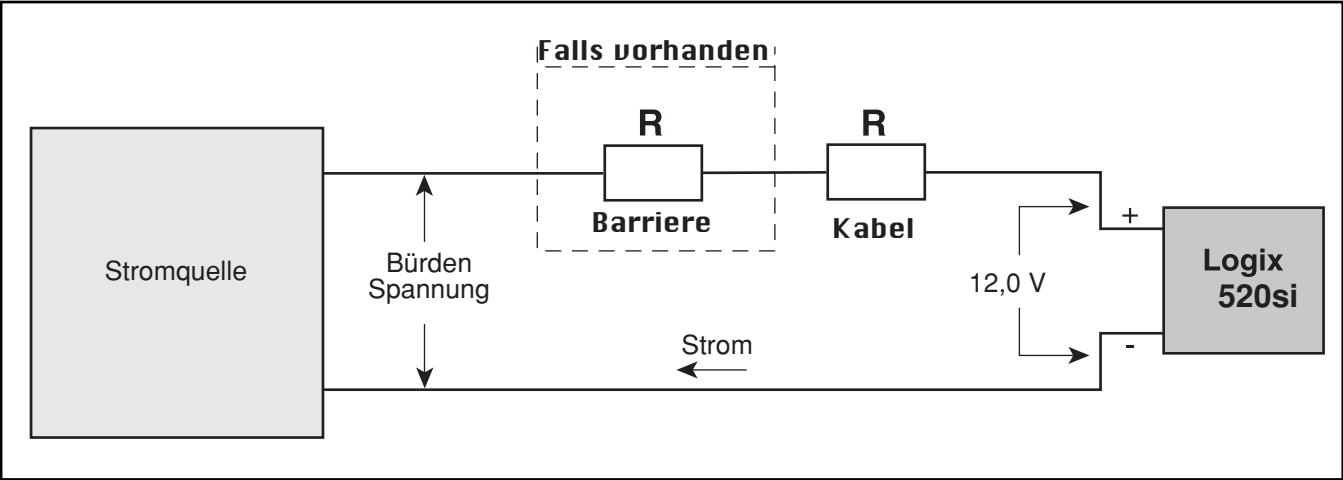 Falls vorhanden
R
R
Barriere
Kabel
Stromquelle
Bürden
Spannung
12,0 V
+
-
Logix
520si
Strom